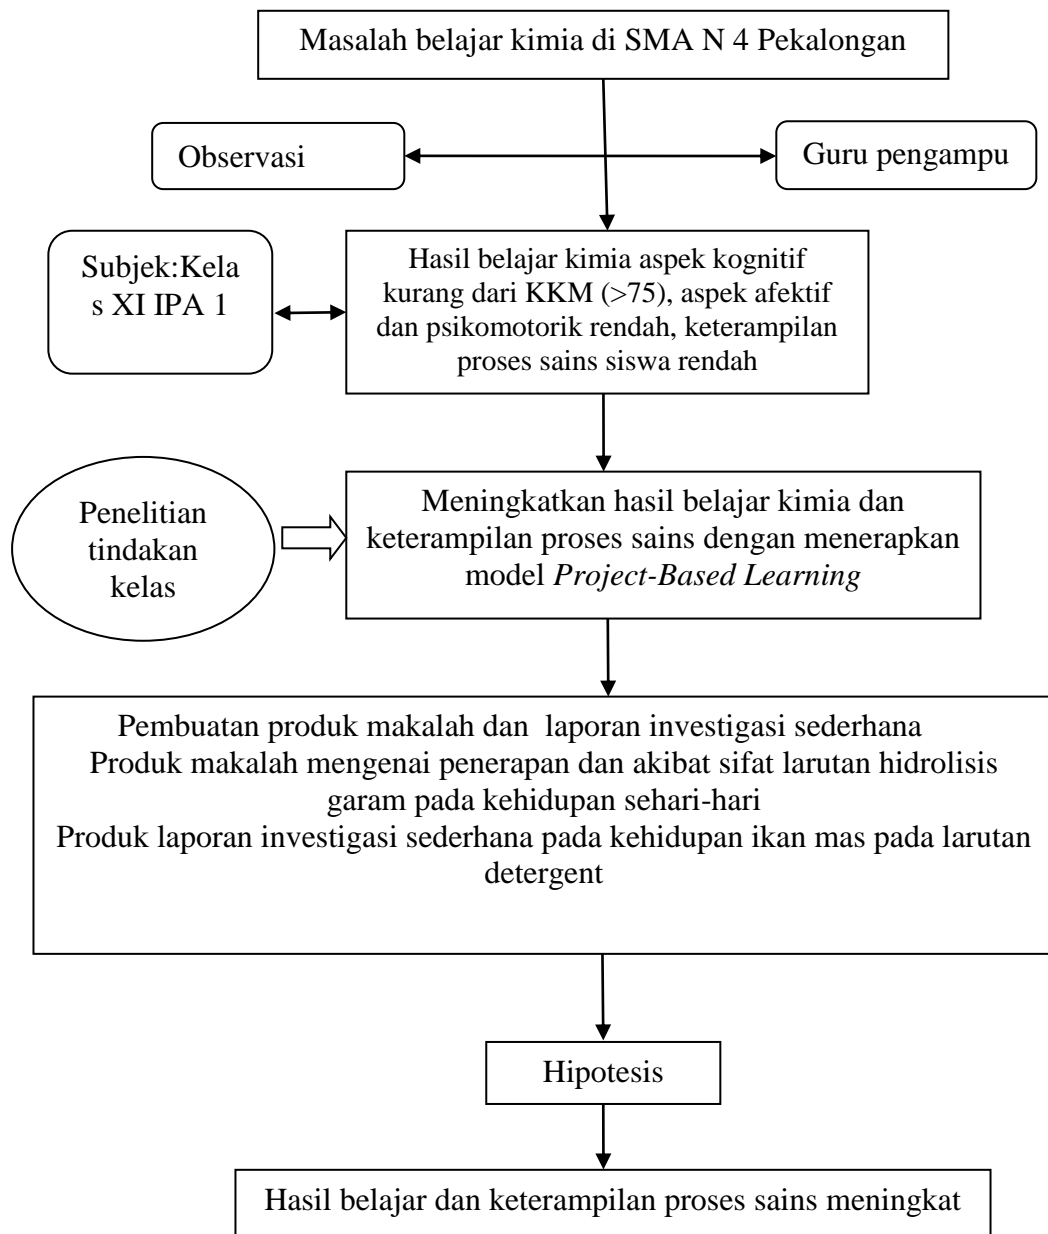 Masalah belajar kimia di SMA N 4 Pekalongan
Observasi
Guru pengampu
Subjek:Kela
s XI IPA 1
Hasil belajar kimia aspek kognitif
kurang dari KKM (>75), aspek afektif
dan psikomotorik rendah, keterampilan
proses sains siswa rendah
Penelitian
tindakan
kelas
Meningkatkan hasil belajar kimia dan
keterampilan proses sains dengan menerapkan
model Project-Based Learning
Pembuatan produk makalah dan laporan investigasi sederhana
Produk makalah mengenai penerapan dan akibat sifat larutan hidrolisis
garam pada kehidupan sehari-hari
Produk laporan investigasi sederhana pada kehidupan ikan mas pada larutan
detergent
Hipotesis
Hasil belajar dan keterampilan proses sains meningkat